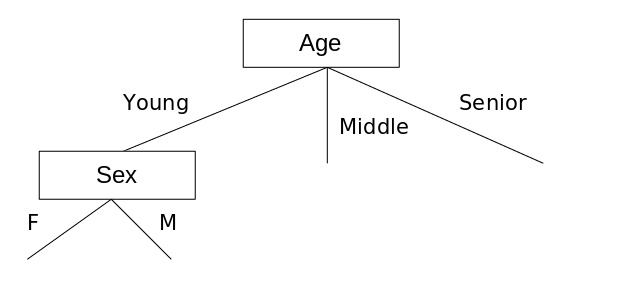 Age
Young
Middle
Senior
Sex
F
M